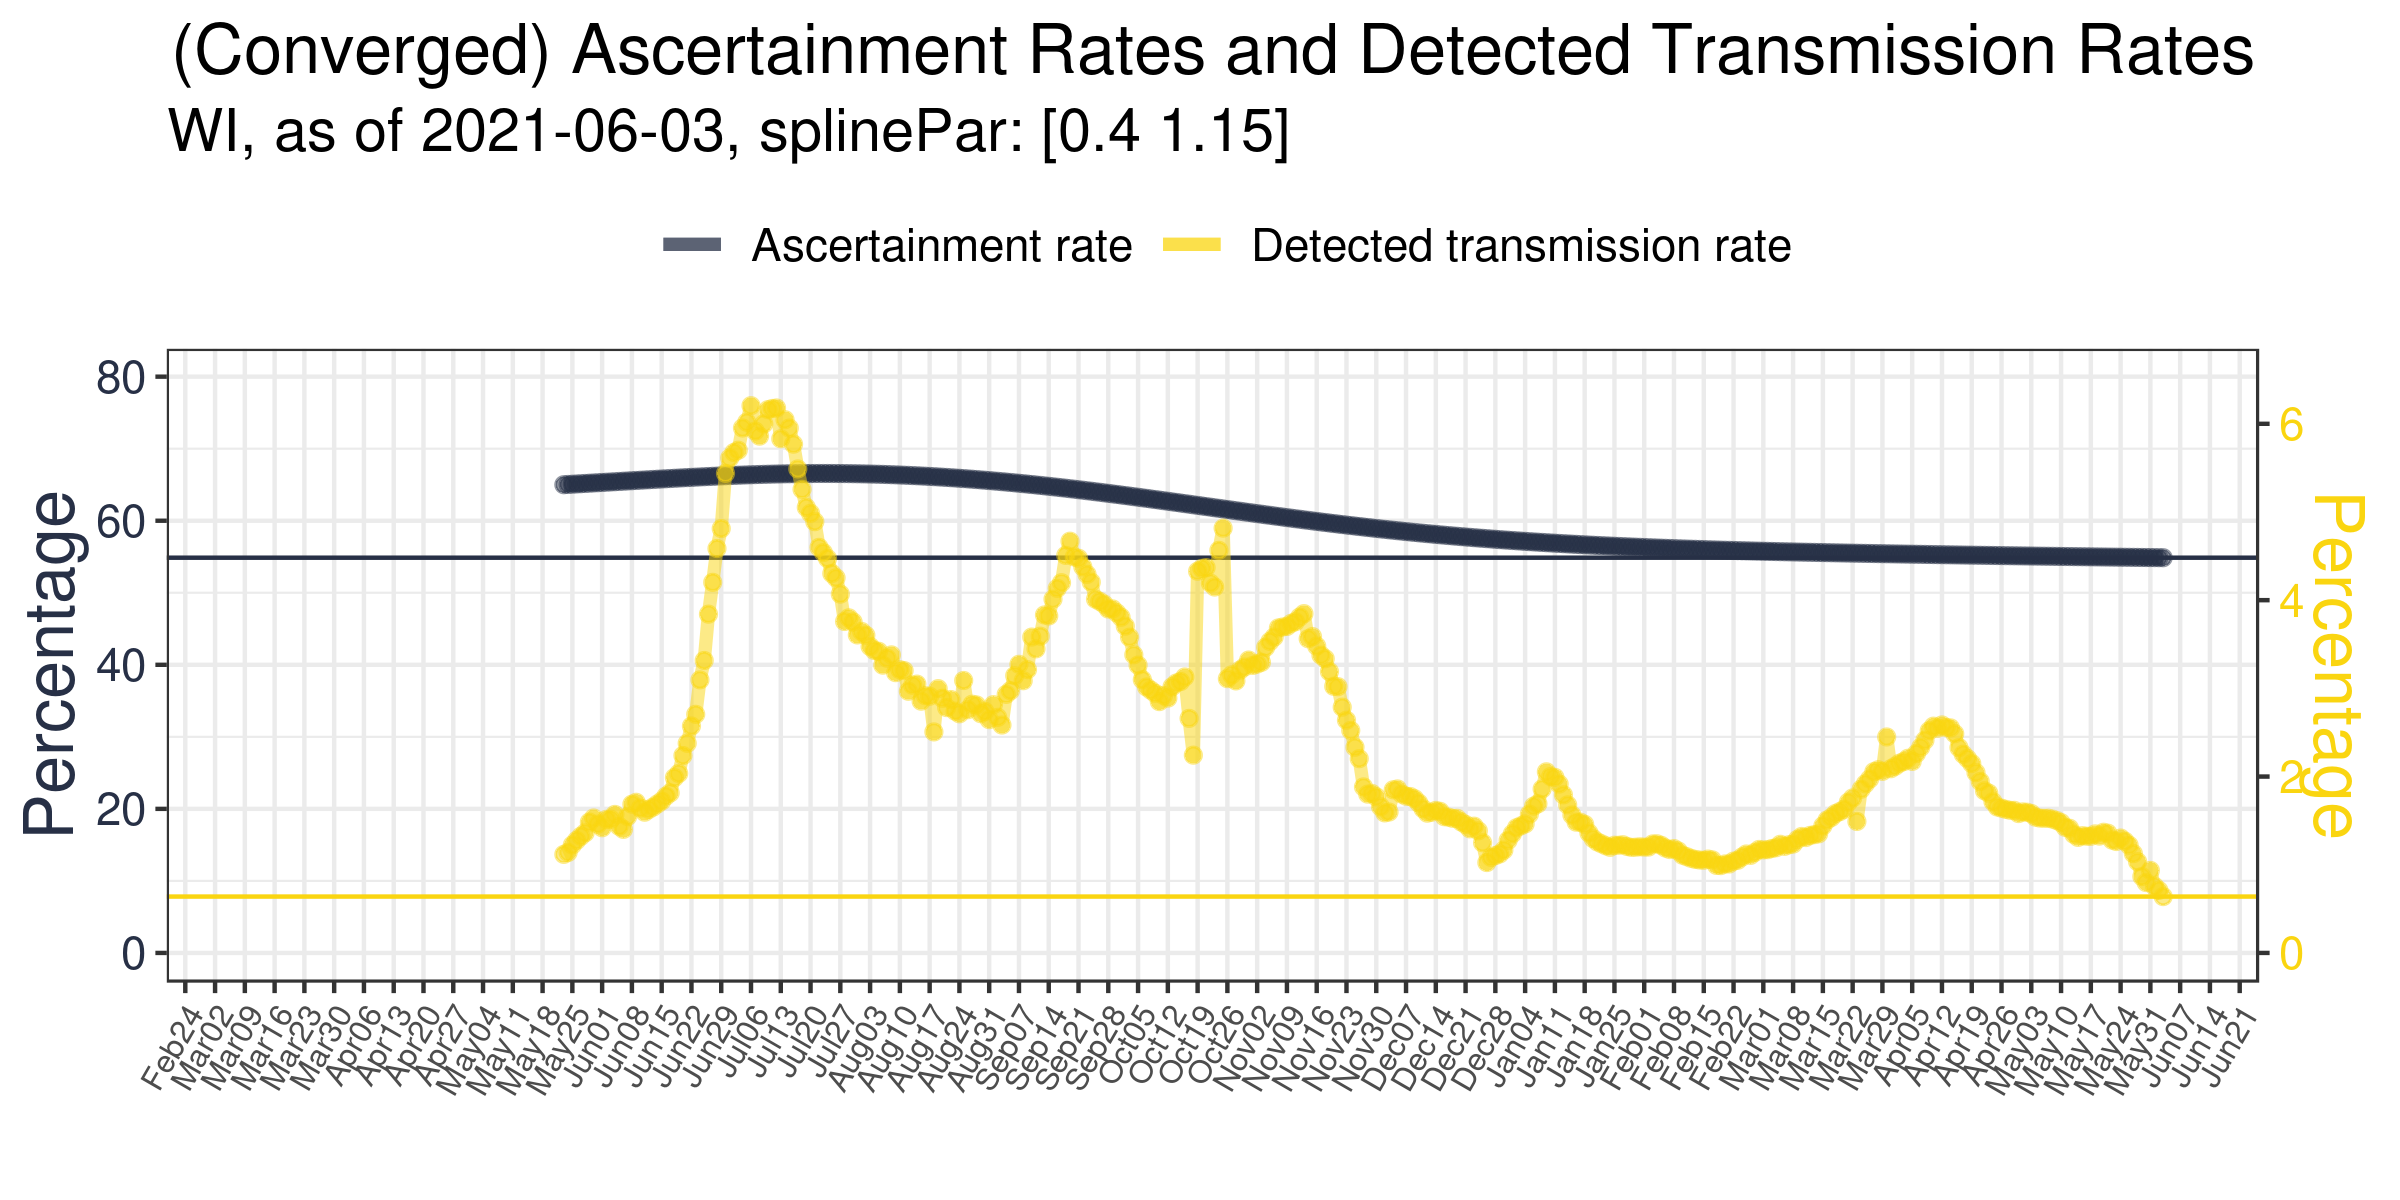 (Converged) Ascertainment Rates and Detected Transmission Rates
WI, as of 2021-06-03, splinePar: [0.4 1.15]
Ascertainment rate
Detected transmission rate
Percentage
80
60
40
20
0
6
4
2
0
Percentage
Feb24
Mar02
Mar09
Mar16
Mar23
Mar30
Apr06
Apr13
Apr20
Apr27
May04
May11
May18
May25
Jun01
Jun08
Jun15
Jun22
Jun29
Jul06
Jul13
Jul20
Jul27
Aug03
Aug10
Aug17
Aug24
Aug31
Sep07
Sep14
Sep21
Sep28
Oct05
Oct12
Oct19
Oct26
Nov02
Nov09
Nov16
Nov23
Nov30
Dec07
Dec14
Dec21
Dec28
Jan04
Jan11
Jan18
Jan25
Feb01
Feb08
Feb15
Feb22
Mar01
Mar08
Mar15
Mar22
Mar29
Apr05
Apr12
Apr19
Apr26
May03
May10
May17
May24
May31
Jun07
Jun14
Jun21